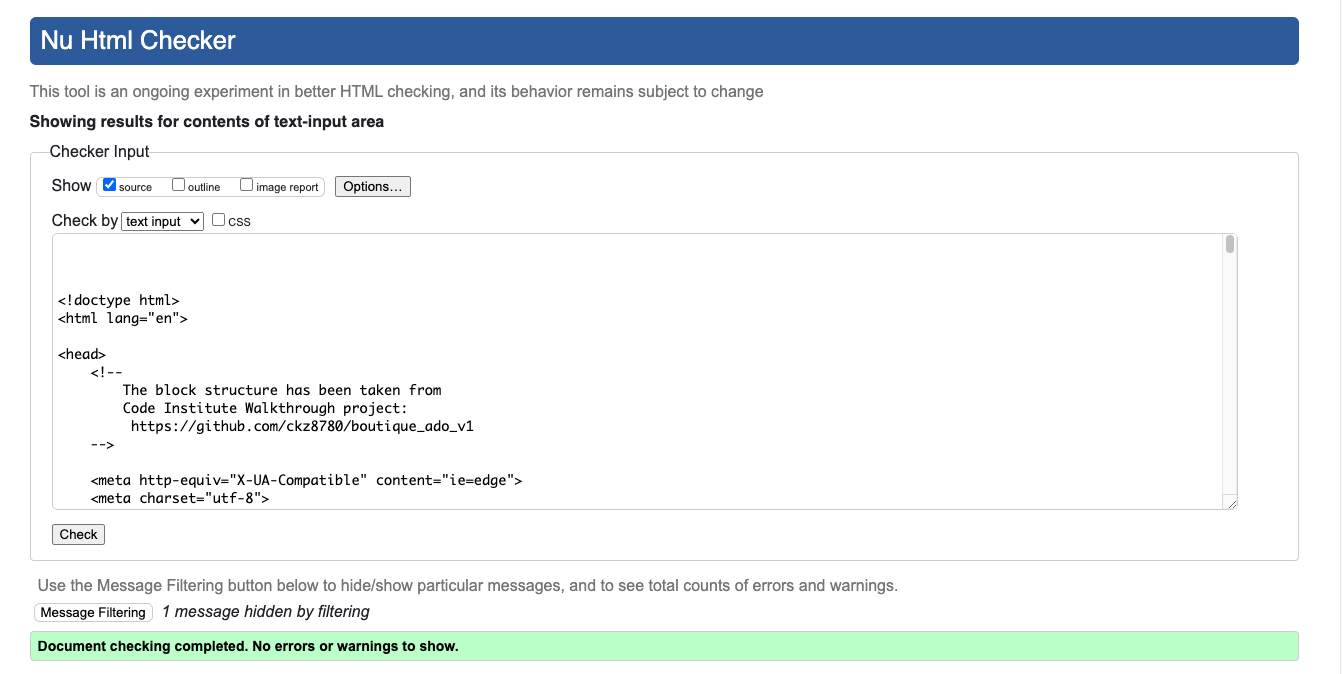 Nu Html Checker
This tool is an ongoing experiment in better HTML checking, and its behavior remains subject to change
Showing results for contents of text-input area
Checker Input
Show source outline image report Options...
Check by text input CSS
<!doctype html>
<html lang="en">
<head>
<!--
The block structure has been taken from
Code Institute Walkthrough project:
https://github.com/ckz8780/boutique_ado_v1
-->
<meta http-equiv="X-UA-Compatible" content="ie=edge">
<meta charset="utf-8">
Check
Use the Message Filtering button below to hide/show particular messages, and to see total counts of errors and warnings.
Message Filtering 1 message hidden by filtering
Document checking completed. No errors or warnings to show.